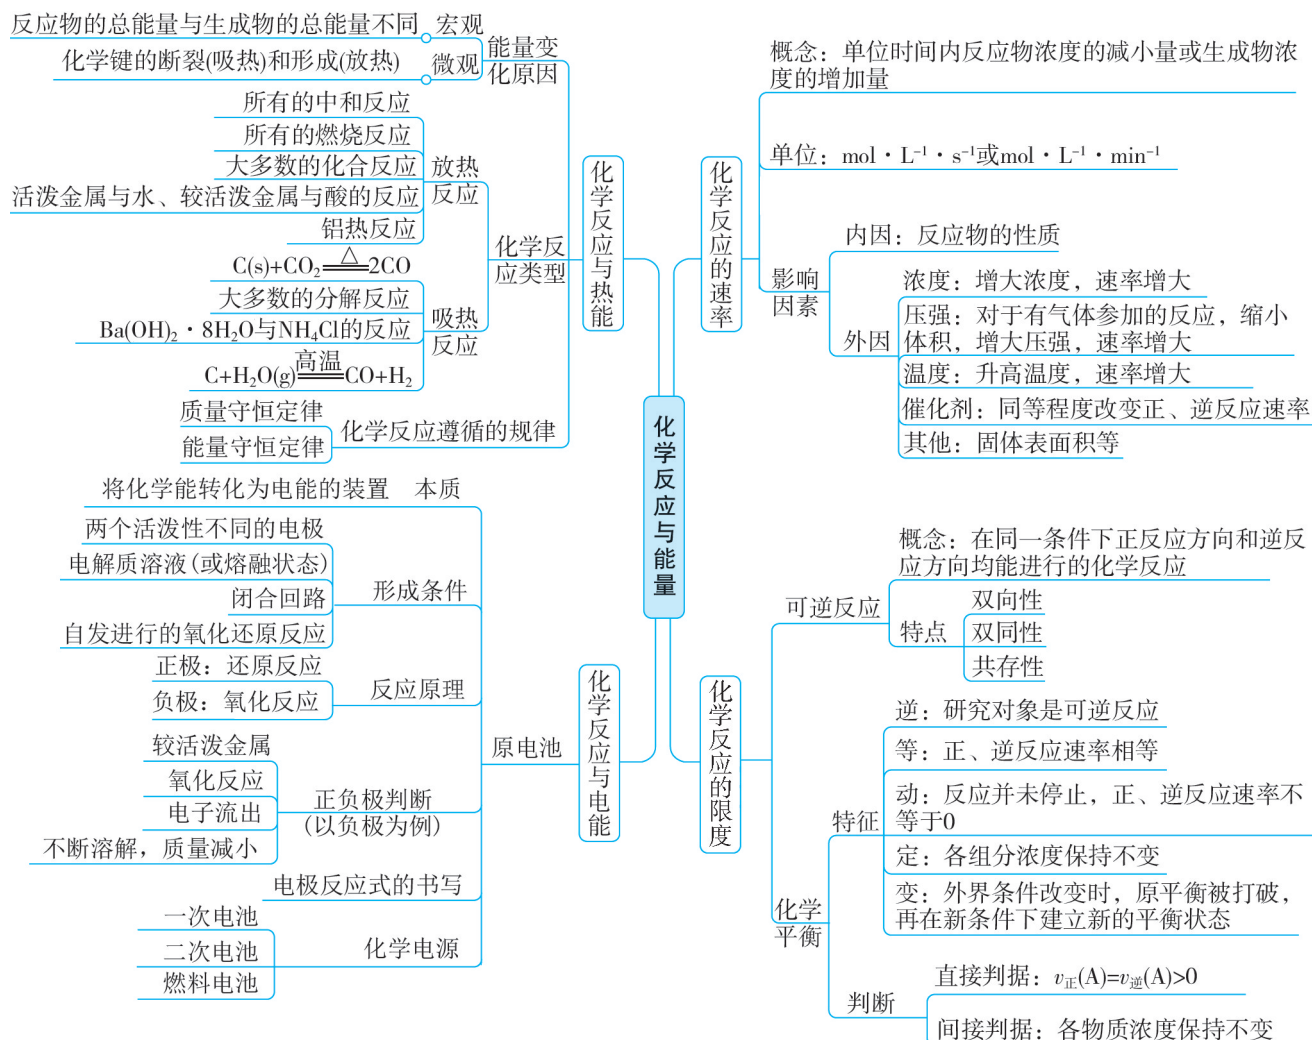 反应物的总能量与生成物的总能量不同
宏观
化学键的断裂(吸热)和形成(放热)
微观
能量变
化原因
所有的中和反应
所有的燃烧反应
大多数的化合反应
活泼金属与水、较活泼金属与酸的反应
铝热反应
放热
反应
C(s)+CO₂ =△= 2CO
大多数的分解反应
Ba(OH)₂·8H₂O与NH₄Cl的反应
C+H₂O(g) =高温= CO+H₂
吸热
反应
化学反
应类型
质量守恒定律
能量守恒定律
化学反应遵循的规律
化学反应与热能
将化学能转化为电能的装置
本质
两个活泼性不同的电极
电解质溶液(或熔融状态)
闭合回路
自发进行的氧化还原反应
形成条件
正极：还原反应
负极：氧化反应
反应原理
较活泼金属
氧化反应
电子流出
不断溶解，质量减小
正负极判断
(以负极为例)
电极反应式的书写
一次电池
二次电池
燃料电池
化学电源
原电池
化学反应与电能
化学反应与能量
化学反应的速率
概念：单位时间内反应物浓度的减小量或生成物浓
度的增加量
单位：mol·L⁻¹·s⁻¹或mol·L⁻¹·min⁻¹
影响
因素
内因：反应物的性质
外因
浓度：增大浓度，速率增大
压强：对于有气体参加的反应，缩小
体积，增大压强，速率增大
温度：升高温度，速率增大
催化剂：同等程度改变正、逆反应速率
其他：固体表面积等
化学反应的限度
可逆反应
概念：在同一条件下正反应方向和逆反
应方向均能进行的化学反应
特点
双向性
双同性
共存性
化学
平衡
特征
逆：研究对象是可逆反应
等：正、逆反应速率相等
动：反应并未停止，正、逆反应速率不
等于0
定：各组分浓度保持不变
变：外界条件改变时，原平衡被打破，
再在新条件下建立新的平衡状态
判断
直接判据：v正(A)=v逆(A)>0
间接判据：各物质浓度保持不变